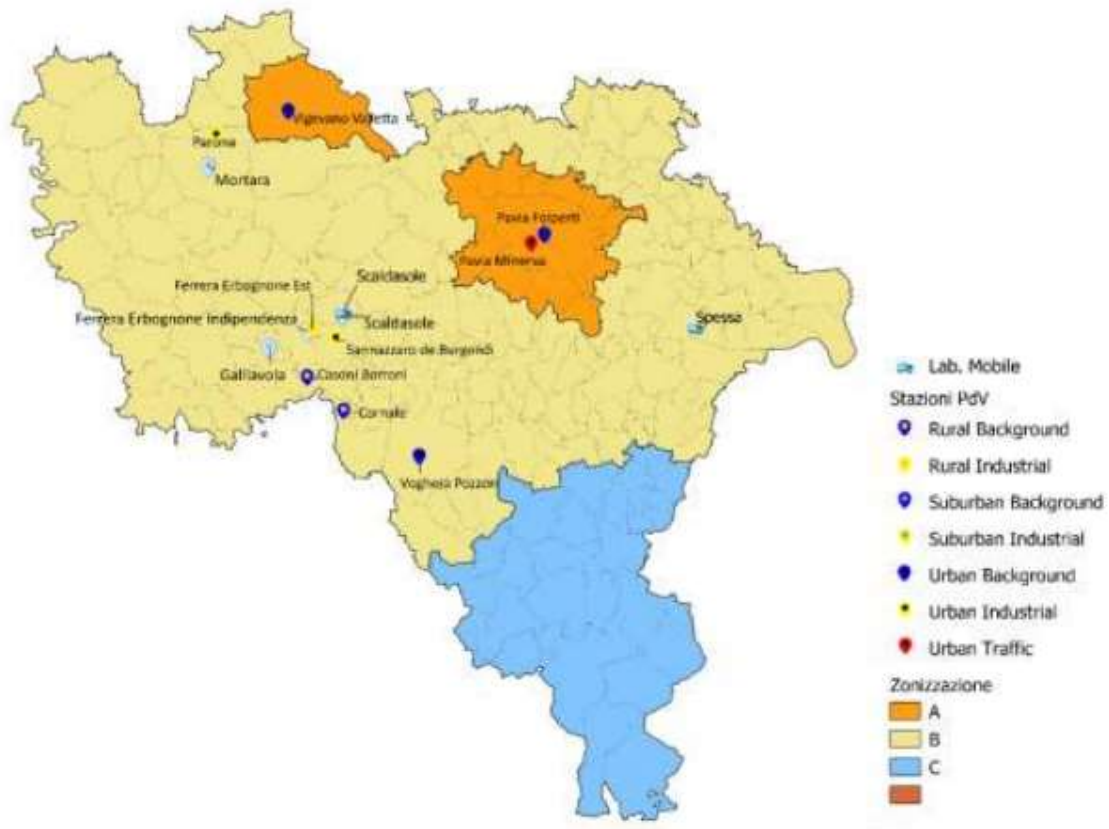 Vigevano Valletta
Parona
Mortara
Pavia Folperti
Pavia Minerva
Ferrera Erbognone Est
Scaldasole
Ferrera Erbognone Indipendenza
Scaldasole
Spessa
Sannazzaro de Burgondi
Gallavola
Casoni Borroni
Cornale
Voghera Pozzoni
Lab. Mobile
Stazioni PdV
Rural Background
Rural Industrial
Suburban Background
Suburban Industrial
Urban Background
Urban Industrial
Urban Traffic
Zonizzazione
A
B
C